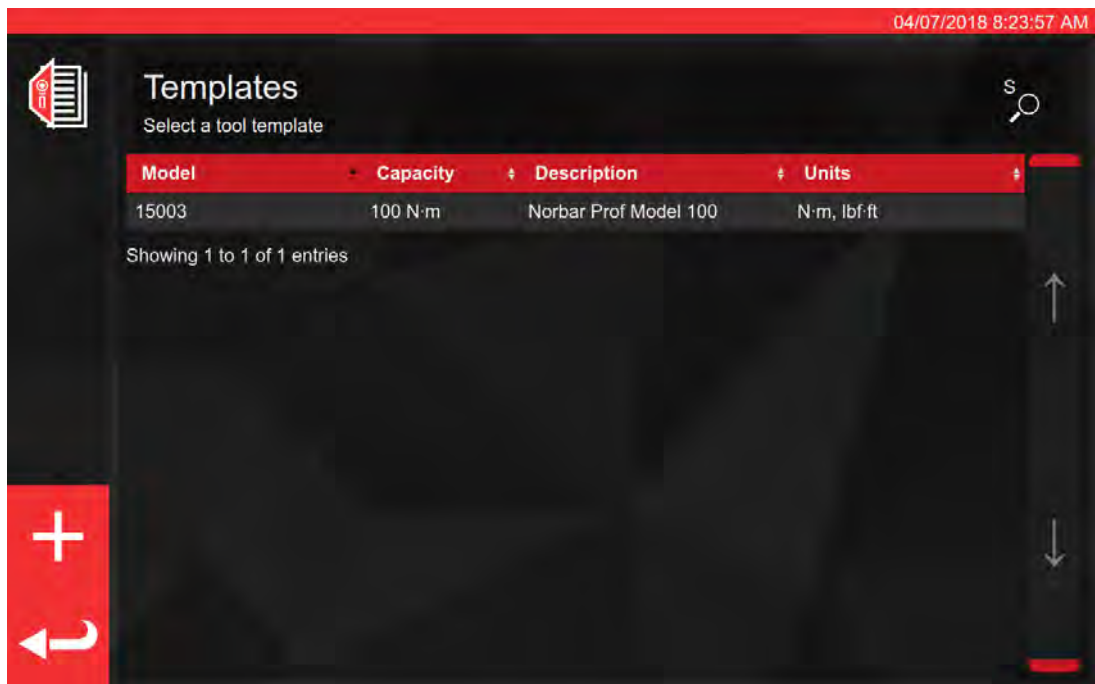 04/07/2018 8:23:57 AM
Templates
S
Select a tool template
Model Capacity Description Units
15003 100 N·m Norbar Prof Model 100 N·m, lbf·ft
Showing 1 to 1 of 1 entries